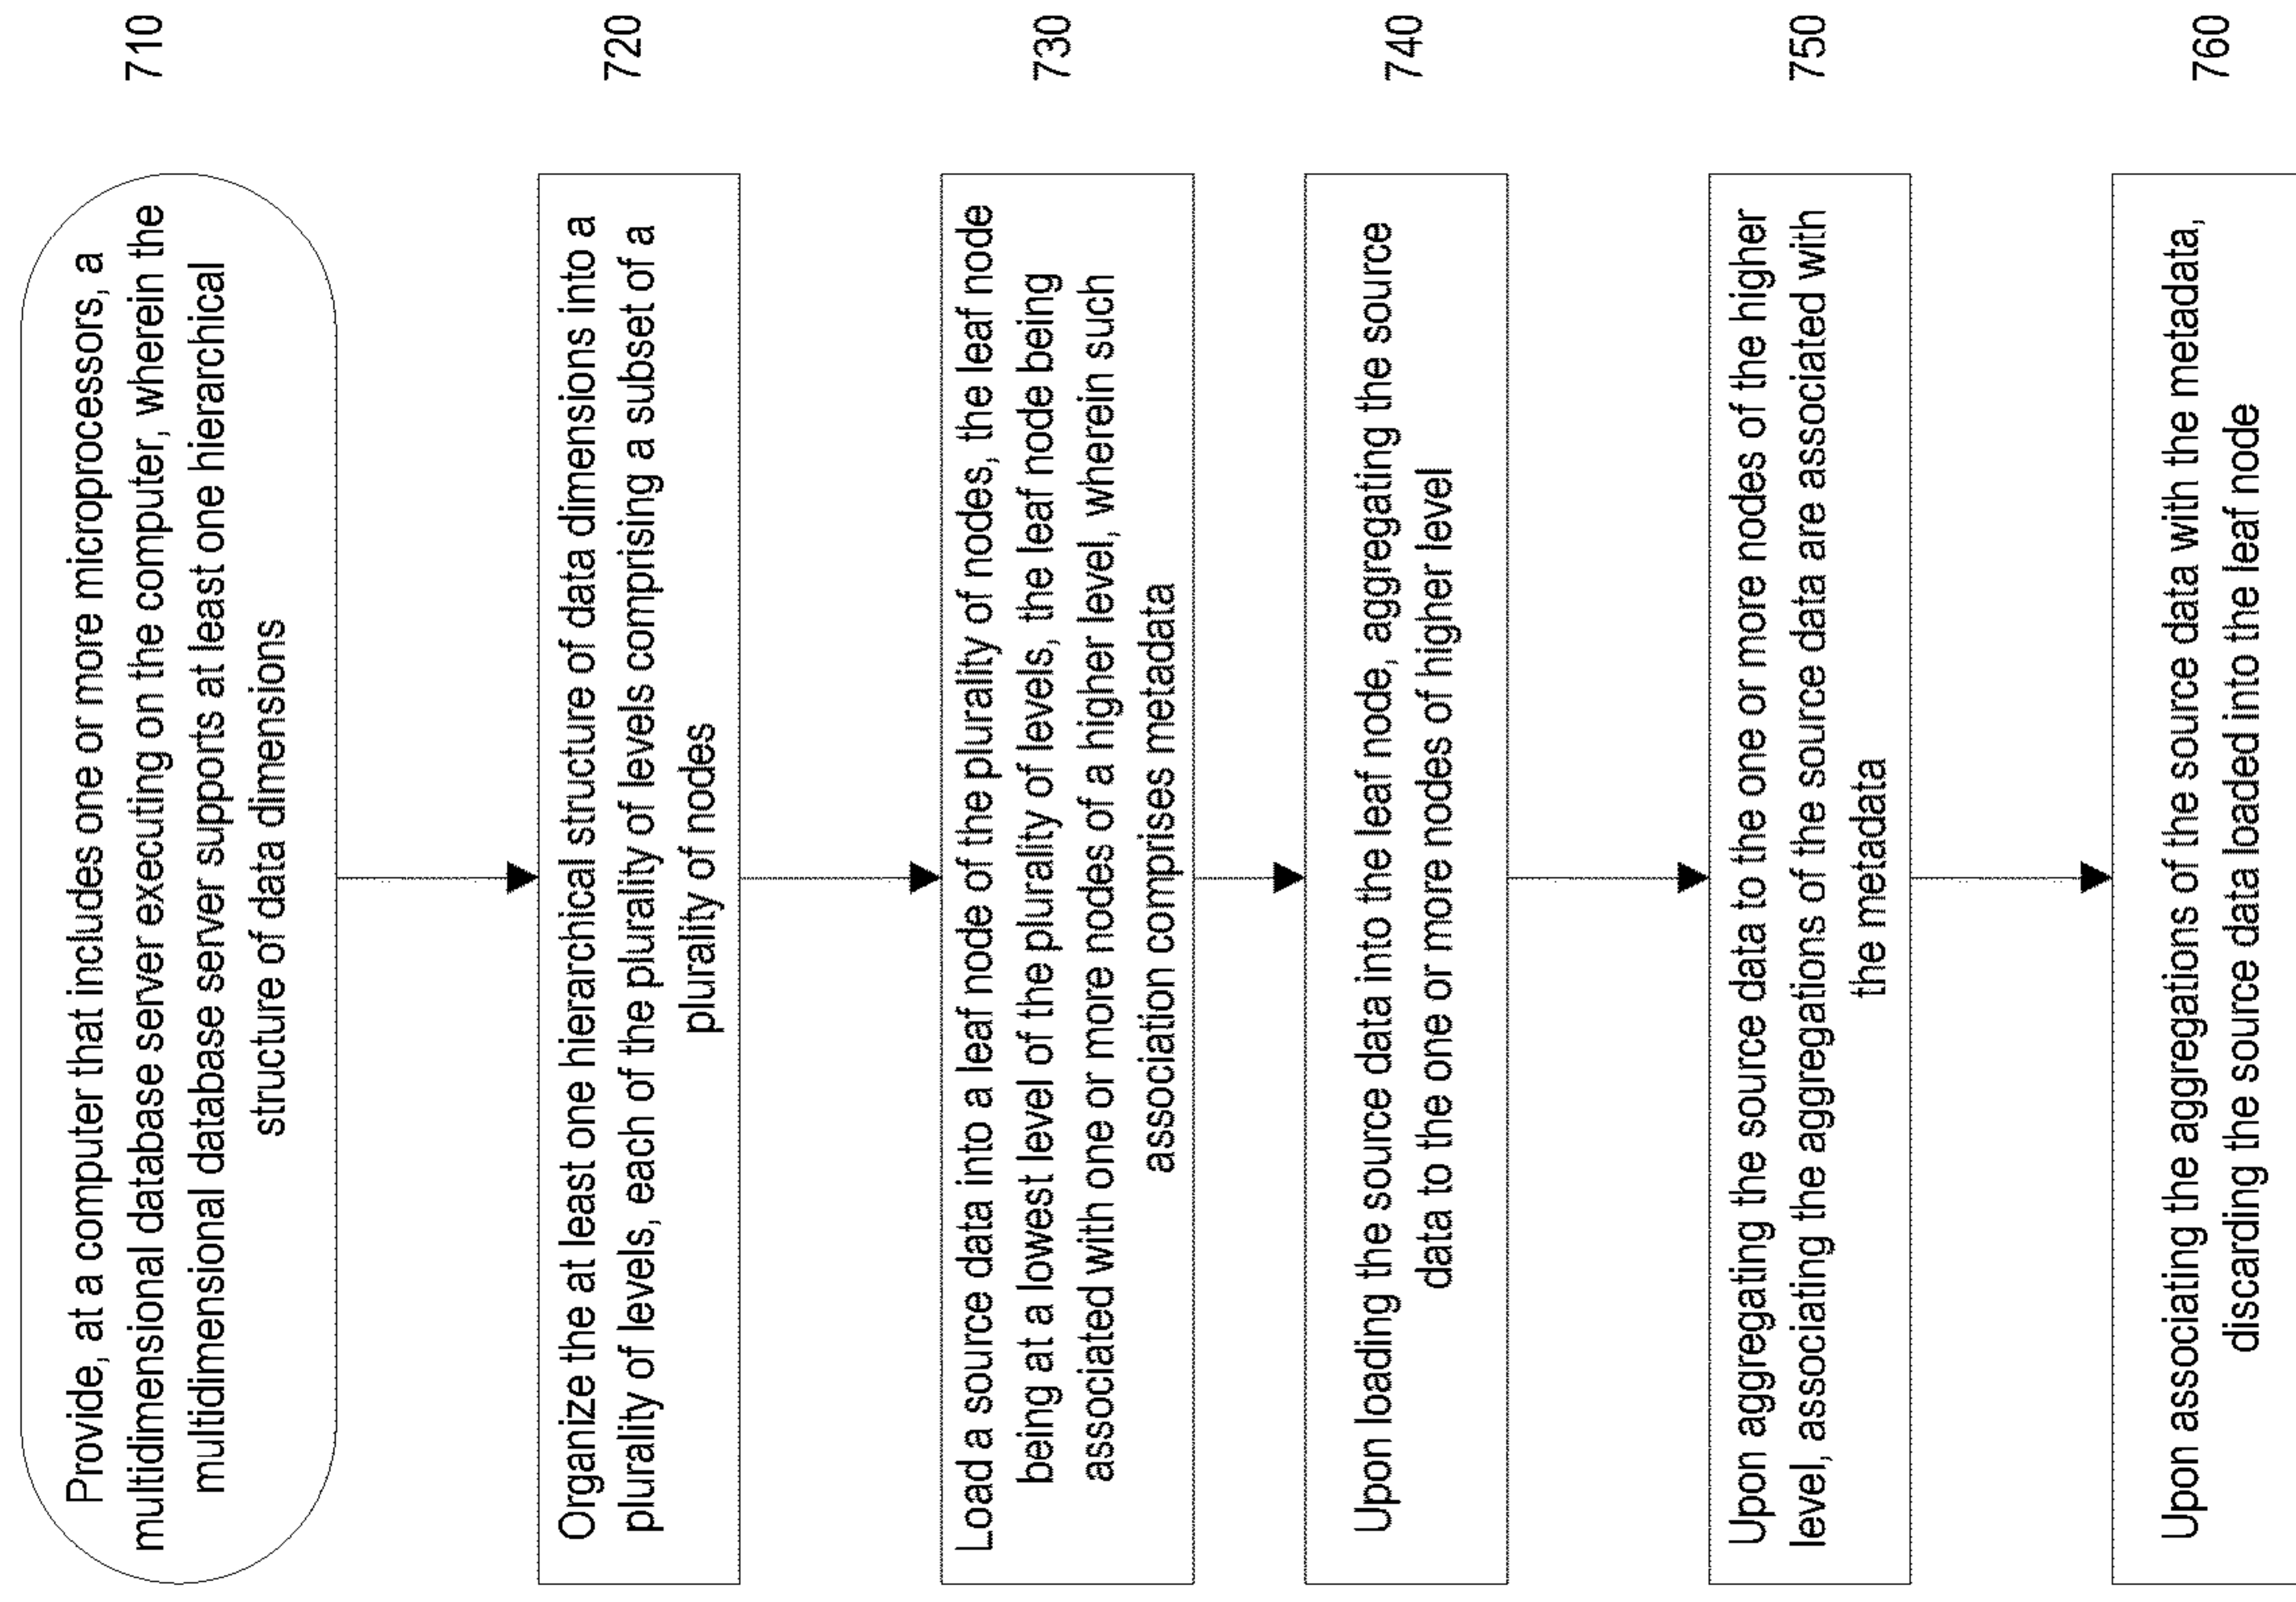 Provide, at a computer that includes one or more microprocessors, a
multidimensional database server executing on the computer, wherein the
multidimensional database server supports at least one hierarchical
structure of data dimensions
710
Organize the at least one hierarchical structure of data dimensions into a
plurality of levels, each of the plurality of levels comprising a subset of a
plurality of nodes
720
Load a source data into a leaf node of the plurality of nodes, the leaf node
being at a lowest level of the plurality of levels, the leaf node being
associated with one or more nodes of a higher level, wherein such
association comprises metadata
730
Upon loading the source data into the leaf node, aggregating the source
data to the one or more nodes of higher level
740
Upon aggregating the source data to the one or more nodes of the higher
level, associating the aggregations of the source data are associated with
the metadata
750
Upon associating the aggregations of the source data with the metadata,
discarding the source data loaded into the leaf node
760